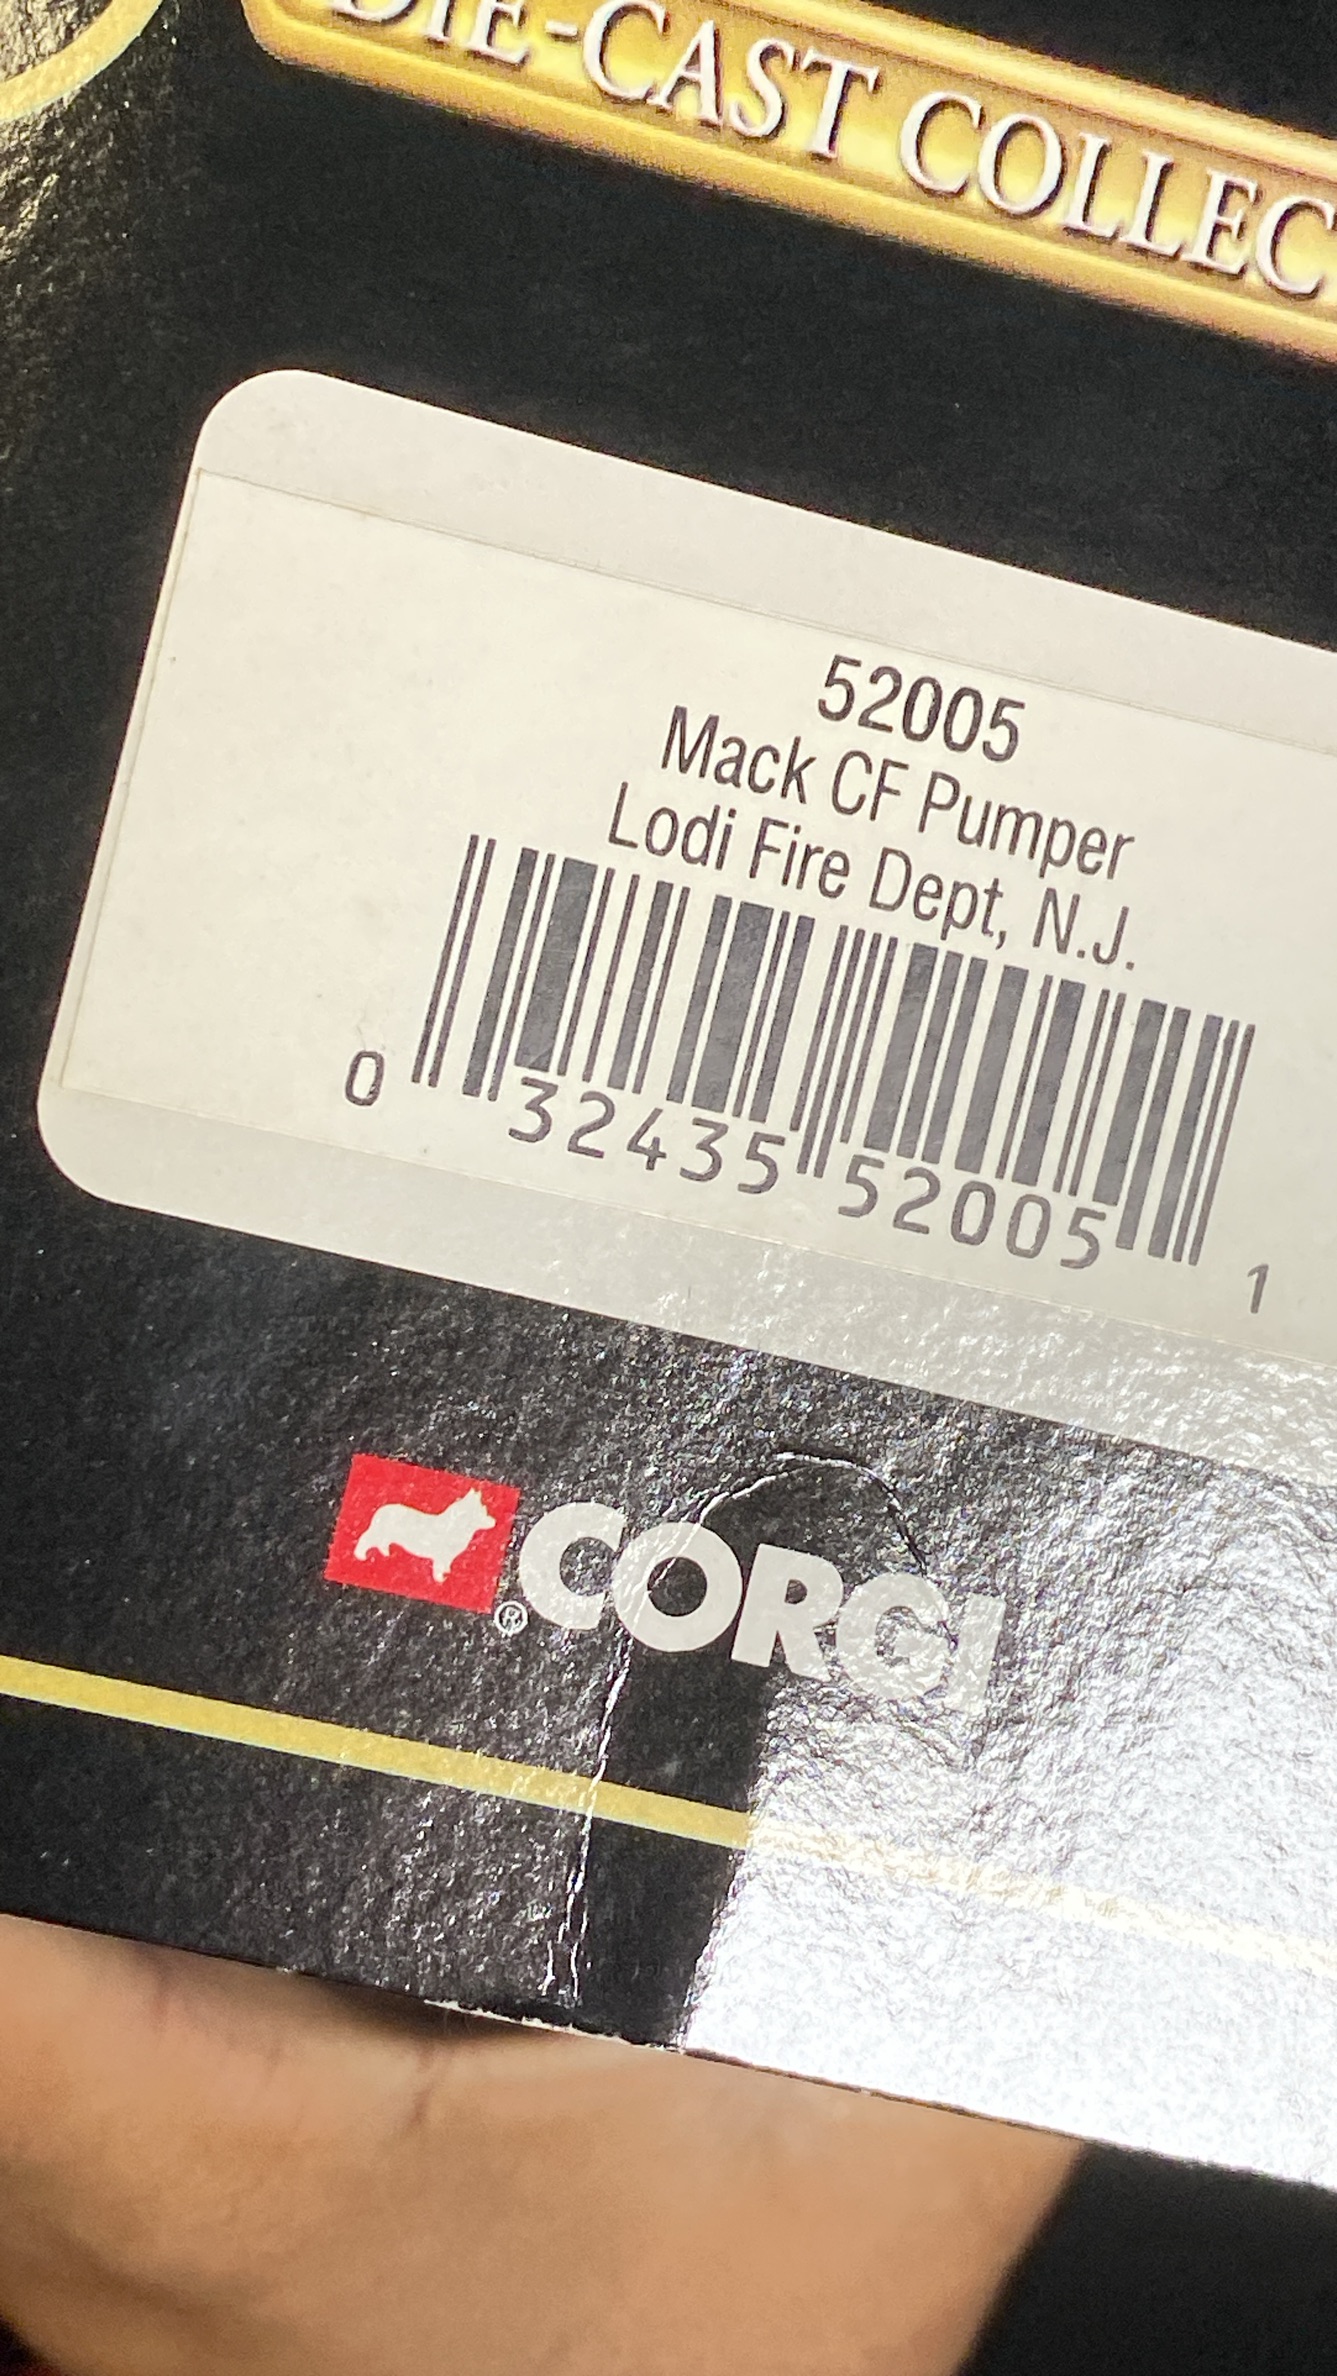 DIE-CAST COLLEC
52005
Mack CF Pumper
Lodi Fire Dept, N.J.
0 32435 52005 1
® CORGI